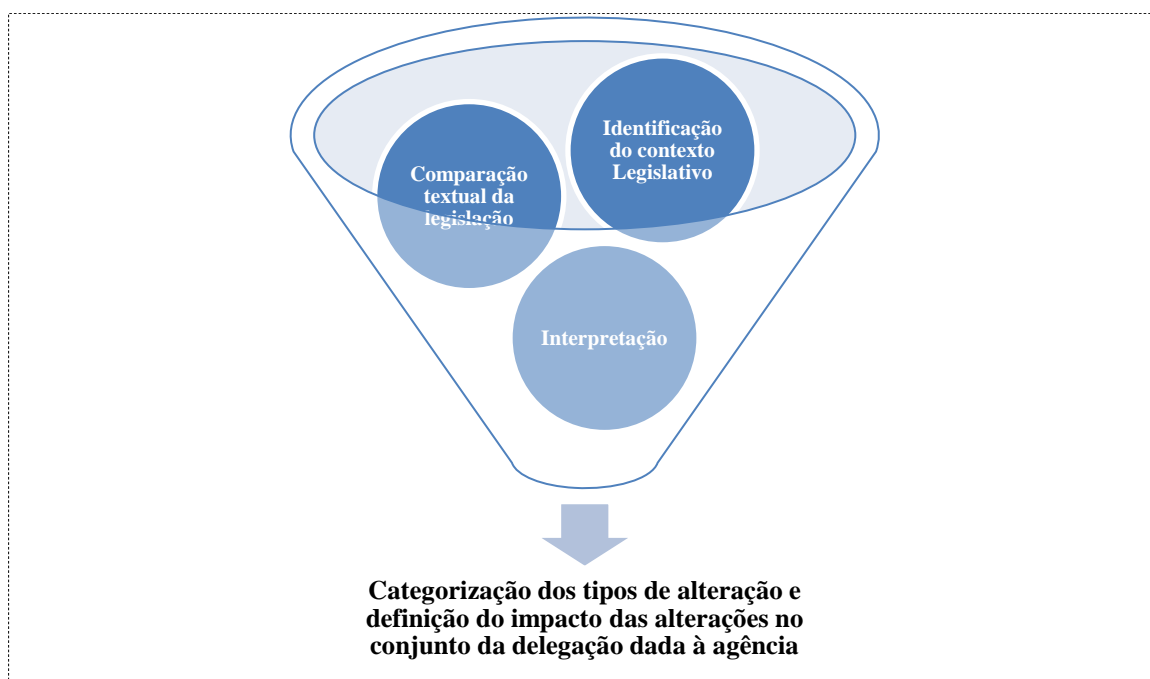 Identificação
do contexto
Legislativo
Comparação
textual da
legislação
Interpretação
Categorização dos tipos de alteração e
definição do impacto das alterações no
conjunto da delegação dada à agência